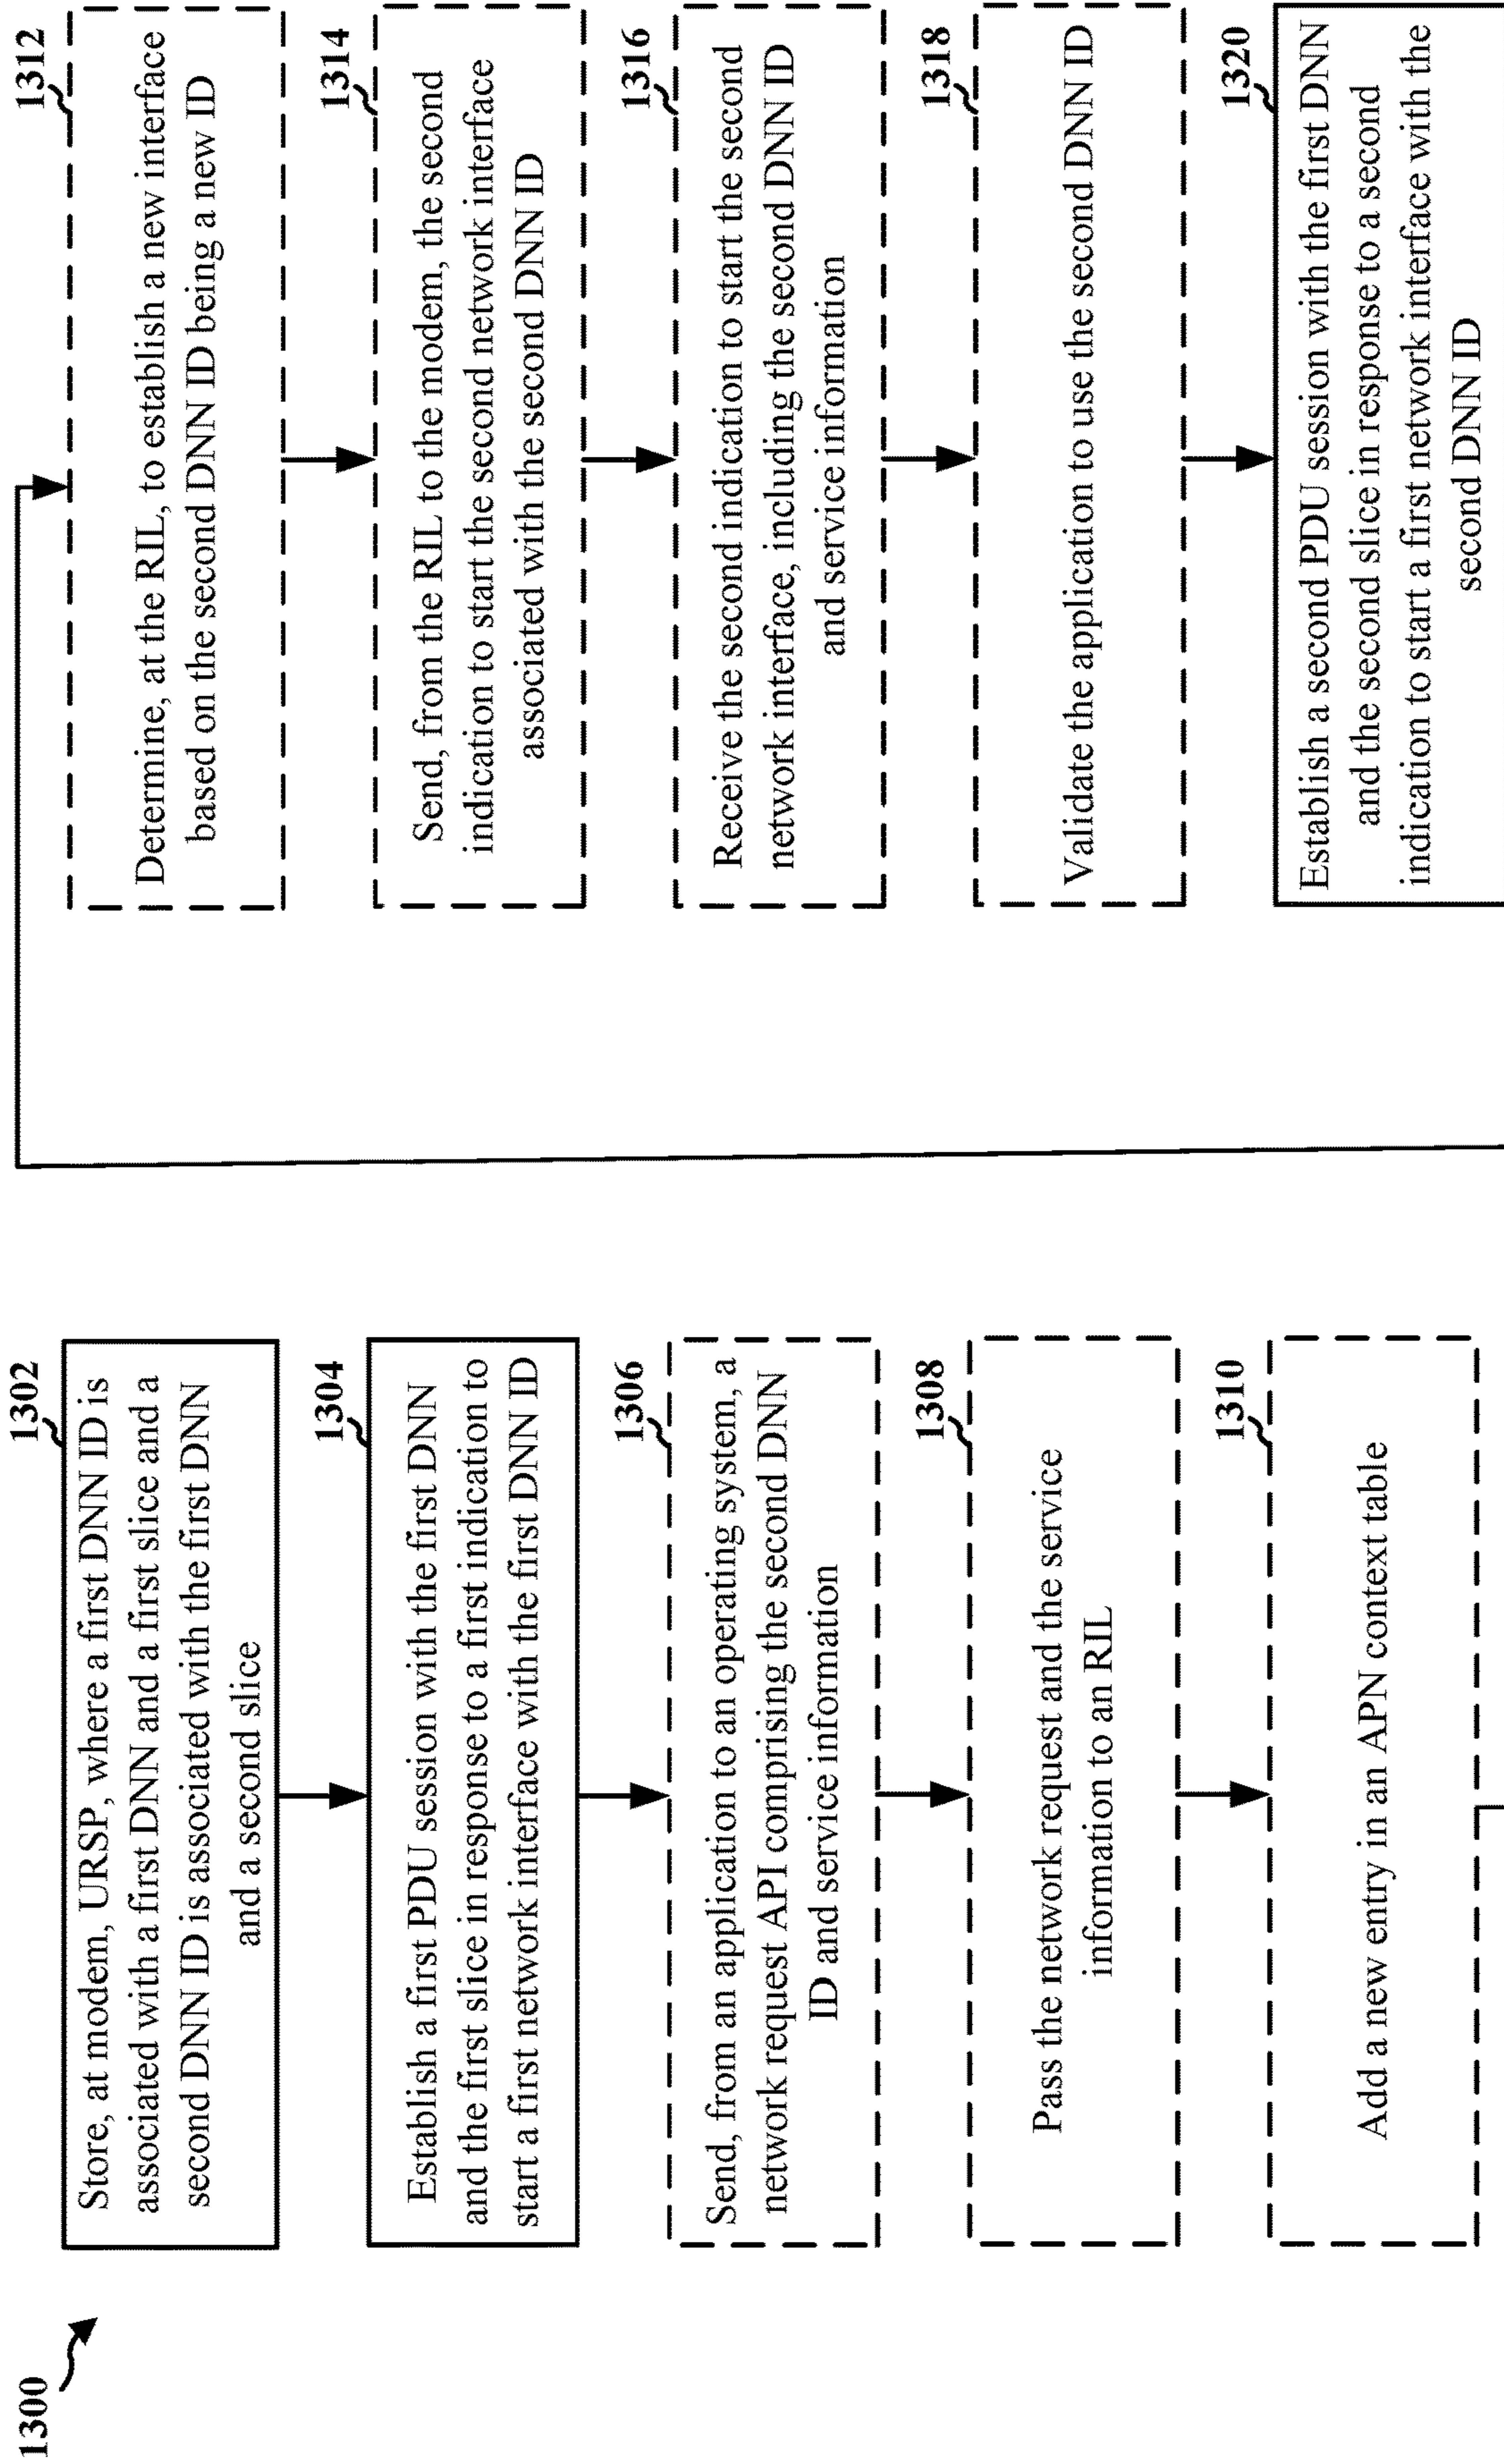 1300
1302
Store, at modem, URSP, where a first DNN ID is
associated with a first DNN and a first slice and a
second DNN ID is associated with the first DNN
and a second slice
1304
Establish a first PDU session with the first DNN
and the first slice in response to a first indication to
start a first network interface with the first DNN ID
1306
Send, from an application to an operating system, a
network request API comprising the second DNN
ID and service information
1308
Pass the network request and the service
information to an RIL
1310
Add a new entry in an APN context table
1312
Determine, at the RIL, to establish a new interface
based on the second DNN ID being a new ID
1314
Send, from the RIL to the modem, the second
indication to start the second network interface
associated with the second DNN ID
1316
Receive the second indication to start the second
network interface, including the second DNN ID
and service information
1318
Validate the application to use the second DNN ID
1320
Establish a second PDU session with the first DNN
and the second slice in response to a second
indication to start a first network interface with the
second DNN ID